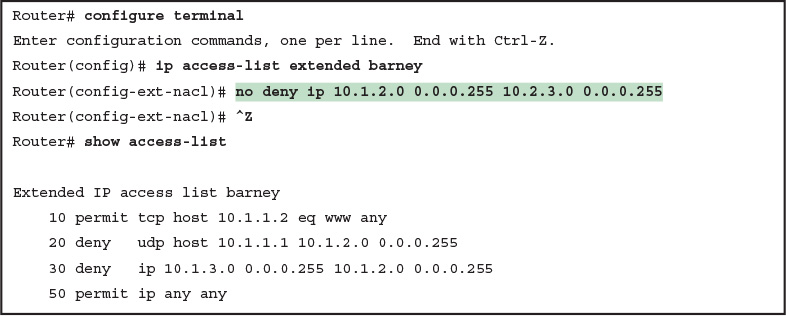 Router# configure terminal
Enter configuration commands, one per line.  End with Ctrl-Z.
Router(config)# ip access-list extended barney
Router(config-ext-nacl)# no deny ip 10.1.2.0 0.0.0.255 10.2.3.0 0.0.0.255
Router(config-ext-nacl)# ^Z
Router# show access-list
Extended IP access list barney
    10 permit tcp host 10.1.1.2 eq www any
    20 deny   udp host 10.1.1.1 10.1.2.0 0.0.0.255
    30 deny   ip 10.1.3.0 0.0.0.255 10.1.2.0 0.0.0.255
    50 permit ip any any